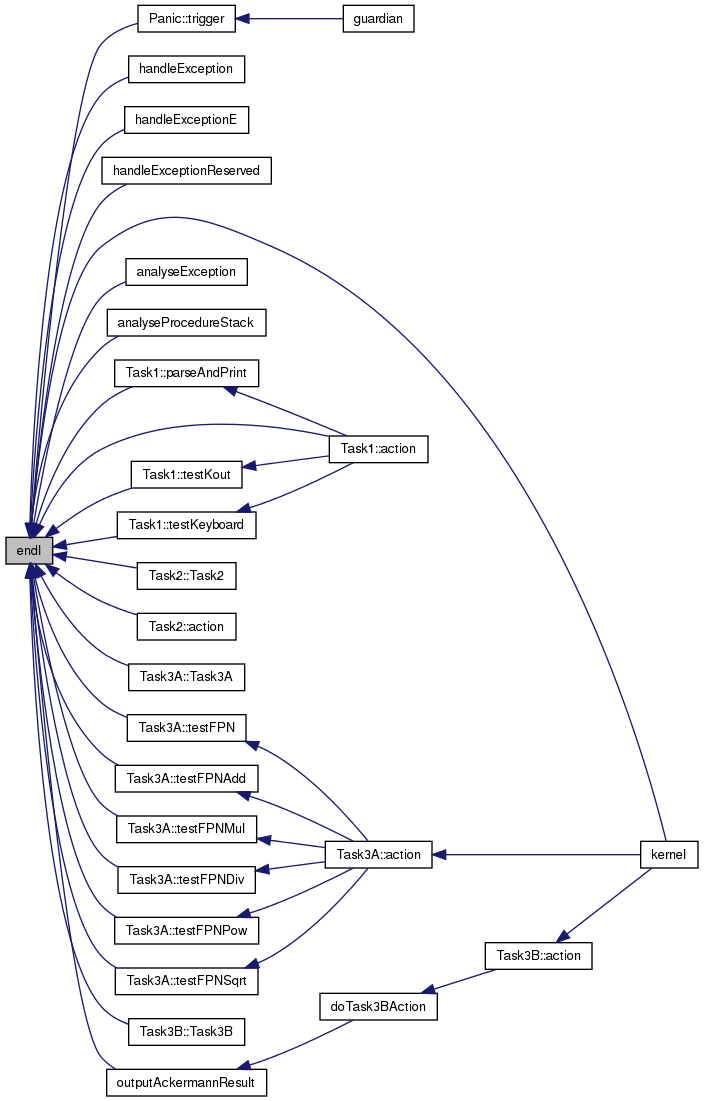 Panic::trigger
guardian
handleException
handleExceptionE
handleExceptionReserved
analyseException
analyseProcedureStack
Task1::parseAndPrint
Task1::action
Task1::testKout
Task1::testKeyboard
endl
Task2::Task2
Task2::action
Task3A::Task3A
Task3A::testFPN
Task3A::testFPNAdd
Task3A::testFPNMul
Task3A::action
kernel
Task3A::testFPNDiv
Task3A::testFPNPow
Task3B::action
Task3A::testFPNSqrt
doTask3BAction
Task3B::Task3B
outputAckermannResult